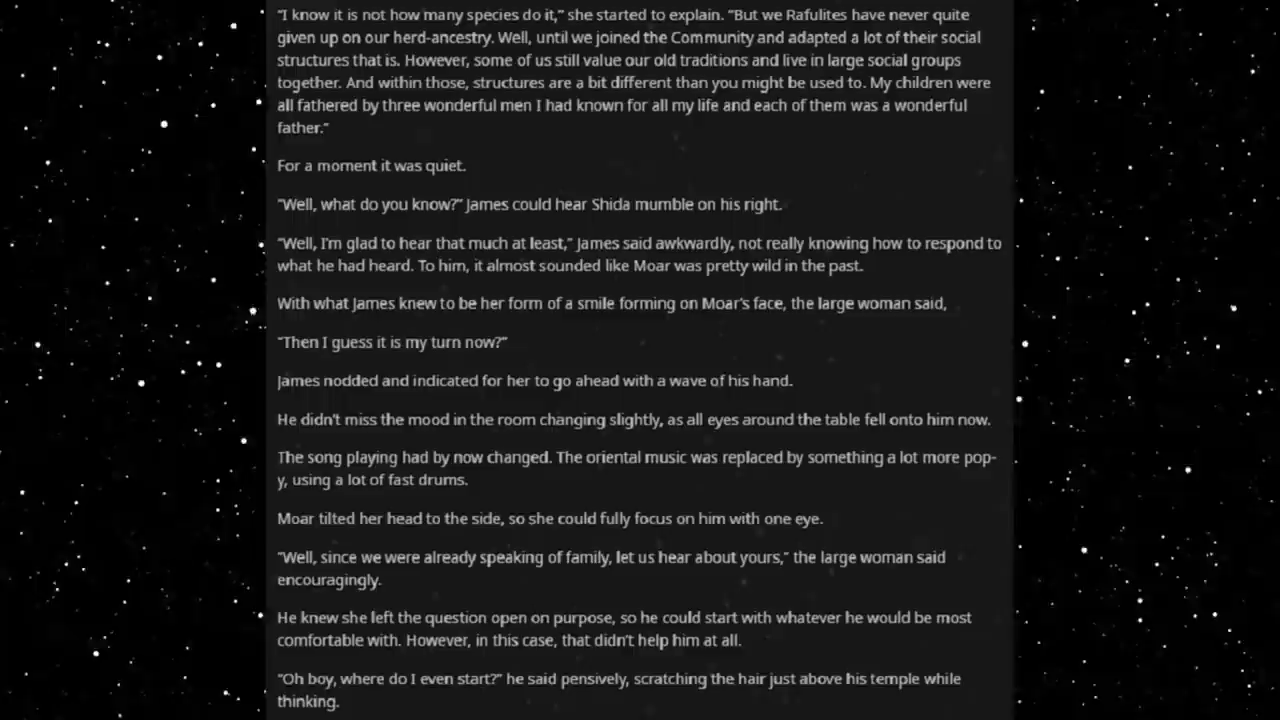 “I know it is not how many species do it,” she started to explain. “But we Rafulites have never quite
given up on our herd-ancestry. Well, until we joined the Community and adapted a lot of their social
structures that is. However, some of us still value our old traditions and live in large social groups
together. And within those, structures are a bit different than you might be used to. My children were
all fathered by three wonderful men I had known for all my life and each of them was a wonderful
father.”
For a moment it was quiet.
“Well, what do you know?” James could hear Shida mumble on his right.
“Well, I’m glad to hear that much at least,” James said awkwardly, not really knowing how to respond to
what he had heard. To him, it almost sounded like Moar was pretty wild in the past.
With what James knew to be her form of a smile forming on Moar’s face, the large woman said,
“Then I guess it is my turn now?”
James nodded and indicated for her to go ahead with a wave of his hand.
He didn’t miss the mood in the room changing slightly, as all eyes around the table fell onto him now.
The song playing had by now changed. The oriental music was replaced by something a lot more pop-
y, using a lot of fast drums.
Moar tilted her head to the side, so she could fully focus on him with one eye.
“Well, since we were already speaking of family, let us hear about yours,” the large woman said
encouragingly.
He knew she left the question open on purpose, so he could start with whatever he would be most
comfortable with. However, in this case, that didn’t help him at all.
“Oh boy, where do I even start?” he said pensively, scratching the hair just above his temple while
thinking.